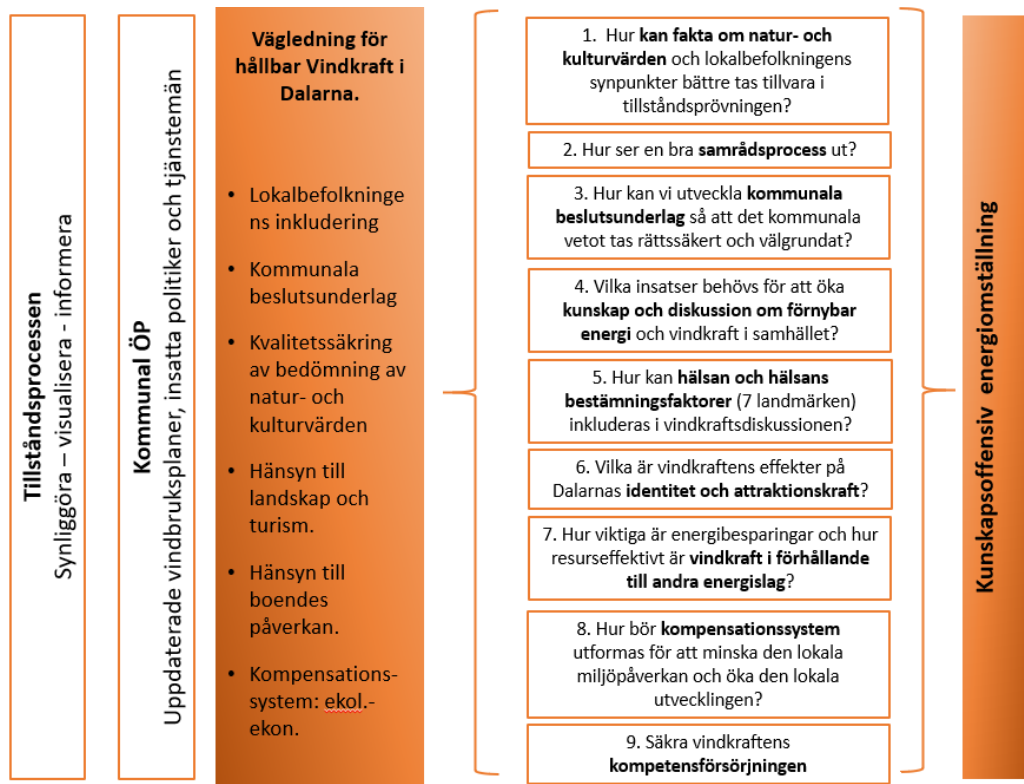 Tillståndsprocessen
Synliggöra – visualisera - informera
Kommunal ÖP
Uppdaterade vindbruksplaner, insatta politiker och tjänstemän
Vägledning för
hållbar Vindkraft i
Dalarna.
• Lokalbefolkninge
ns inkludering
• Kommunala
beslutsunderlag
• Kvalitetssäkring
av bedömning av
natur- och
kulturvärden
• Hänsyn till
landskap och
turism.
• Hänsyn till
boendes
påverkan.
• Kompensations-
system: ekol.-
ekon.
1. Hur kan fakta om natur- och
kulturvärden och lokalbefolkningens
synpunkter bättre tas tillvara i
tillståndsprövningen?
2. Hur ser en bra samrådsprocess ut?
3. Hur kan vi utveckla kommunala
beslutsunderlag så att det kommunala
vetot tas rättssäkert och välgrundat?
4. Vilka insatser behövs för att öka
kunskap och diskussion om förnybar
energi och vindkraft i samhället?
5. Hur kan hälsan och hälsans
bestämningsfaktorer (7 landmärken)
inkluderas i vindkraftsdiskussionen?
6. Vilka är vindkraftens effekter på
Dalarnas identitet och attraktionskraft?
7. Hur viktiga är energibesparingar och hur
resurseffektivt är vindkraft i förhållande
till andra energislag?
8. Hur bör kompensationssystem
utformas för att minska den lokala
miljöpåverkan och öka den lokala
utvecklingen?
9. Säkra vindkraftens
kompetensförsörjningen
Kunskapsoffensiv energiomställning